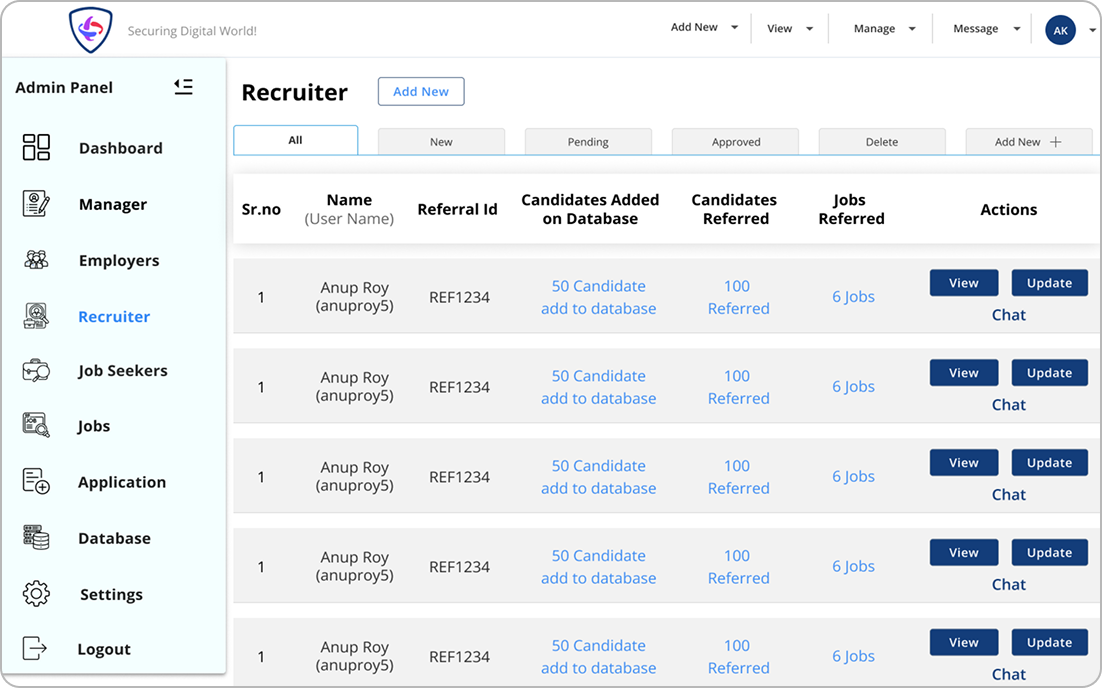 Securing Digital World!
Add New
View
Manage
Message
AK
Admin Panel
Dashboard
Manager
Employers
Recruiter
Job Seekers
Jobs
Application
Database
Settings
Logout
Recruiter
Add New
All
New
Pending
Approved
Delete
Add New +
Sr.no
Name
(User Name)
Referral Id
Candidates Added
on Database
Candidates
Referred
Jobs
Referred
Actions
1
Anup Roy
(anuproy5)
REF1234
50 Candidate
add to database
100
Referred
6 Jobs
View
Update
Chat
1
Anup Roy
(anuproy5)
REF1234
50 Candidate
add to database
100
Referred
6 Jobs
View
Update
Chat
1
Anup Roy
(anuproy5)
REF1234
50 Candidate
add to database
100
Referred
6 Jobs
View
Update
Chat
1
Anup Roy
(anuproy5)
REF1234
50 Candidate
add to database
100
Referred
6 Jobs
View
Update
Chat
1
Anup Roy
(anuproy5)
REF1234
50 Candidate
add to database
100
Referred
6 Jobs
View
Update
Chat